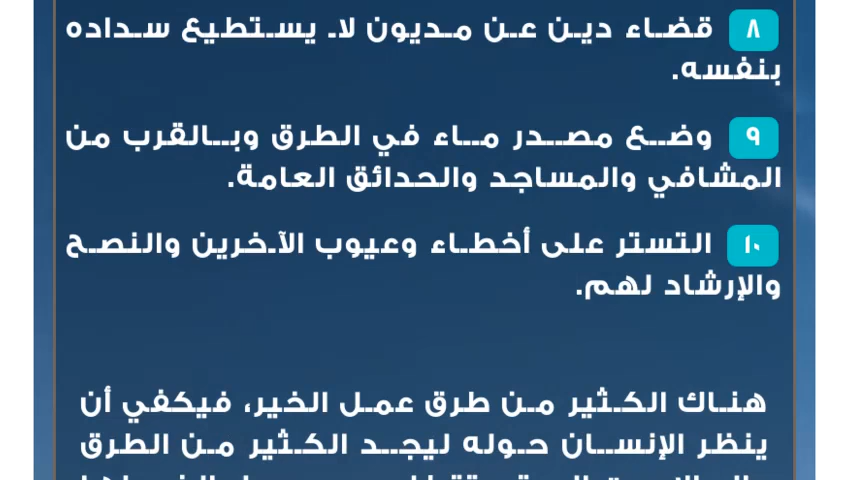 ٨ قضاء دين عن مديون لا يستطيع سداده
بنفسه.
٩ وضع مصدر ماء في الطرق وبالقرب من
المشافي والمساجد والحدائق العامة.
١٠ التستر على أخطاء وعيوب الآخرين والنصح
والإرشاد لهم.
هناك الكثير من طرق عمل الخير، فيكفي أن
ينظر الإنسان حوله ليجد الكثير من الطرق